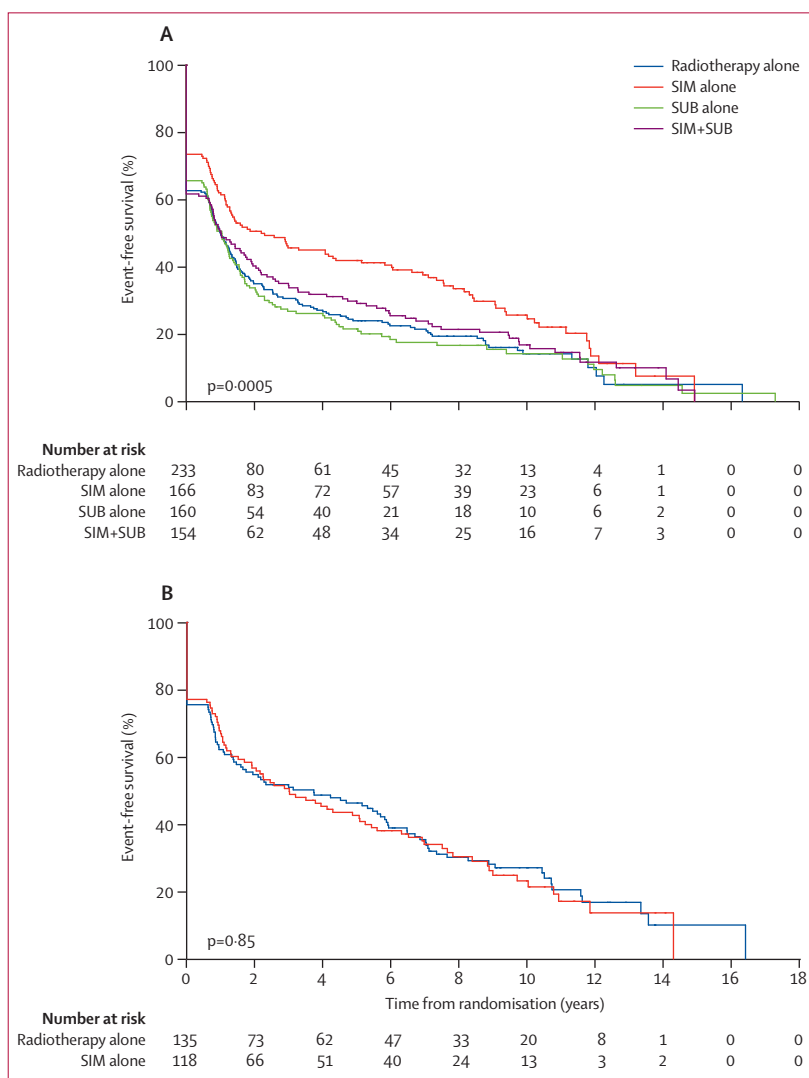 A
100
80
60
40
20
0
Event-free survival (%)
Radiotherapy alone
SIM alone
SUB alone
SIM+SUB
p=0·0005
Number at risk
Radiotherapy alone 233 80 61 45 32 13 4 1 0 0
SIM alone 166 83 72 57 39 23 6 1 0 0
SUB alone 160 54 40 21 18 10 6 2 0 0
SIM+SUB 154 62 48 34 25 16 7 3 0 0
B
100
80
60
40
20
0
Event-free survival (%)
p=0·85
0 2 4 6 8 10 12 14 16 18
Time from randomisation (years)
Number at risk
Radiotherapy alone 135 73 62 47 33 20 8 1 0 0
SIM alone 118 66 51 40 24 13 3 2 0 0